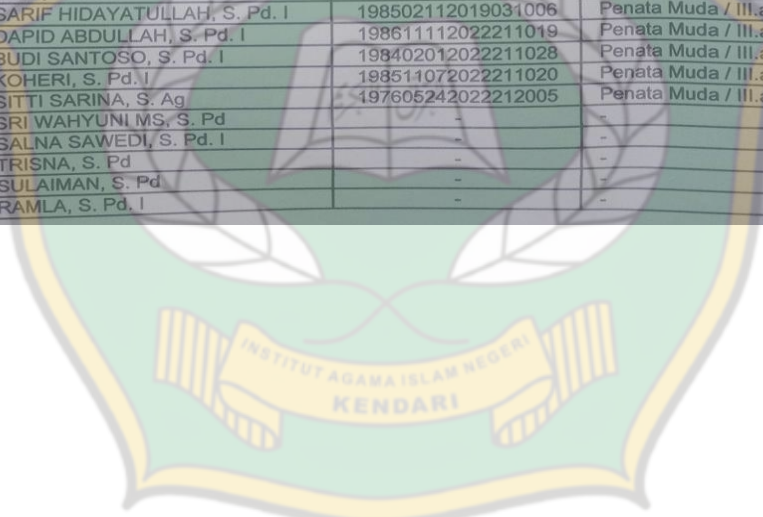 SARIF HIDAYATULLAH, S. Pd. I 198502112019031006 Penata Muda / III.a
DAPID ABDULLAH, S. Pd. I 198611112022211019 Penata Muda / III.a
BUDI SANTOSO, S. Pd. I 198402012022211028 Penata Muda / III.a
KOHERI, S. Pd. I 198511072022211020 Penata Muda / III.a
SITTI SARINA, S. Ag 197605242022212005 Penata Muda / III.a
SRI WAHYUNI MS, S. Pd - -
SALNA SAWEDI, S. Pd. I - -
TRISNA, S. Pd - -
SULAIMAN, S. Pd - -
RAMLA, S. Pd. I - -
INSTITUT AGAMA ISLAM NEGERI
KENDARI